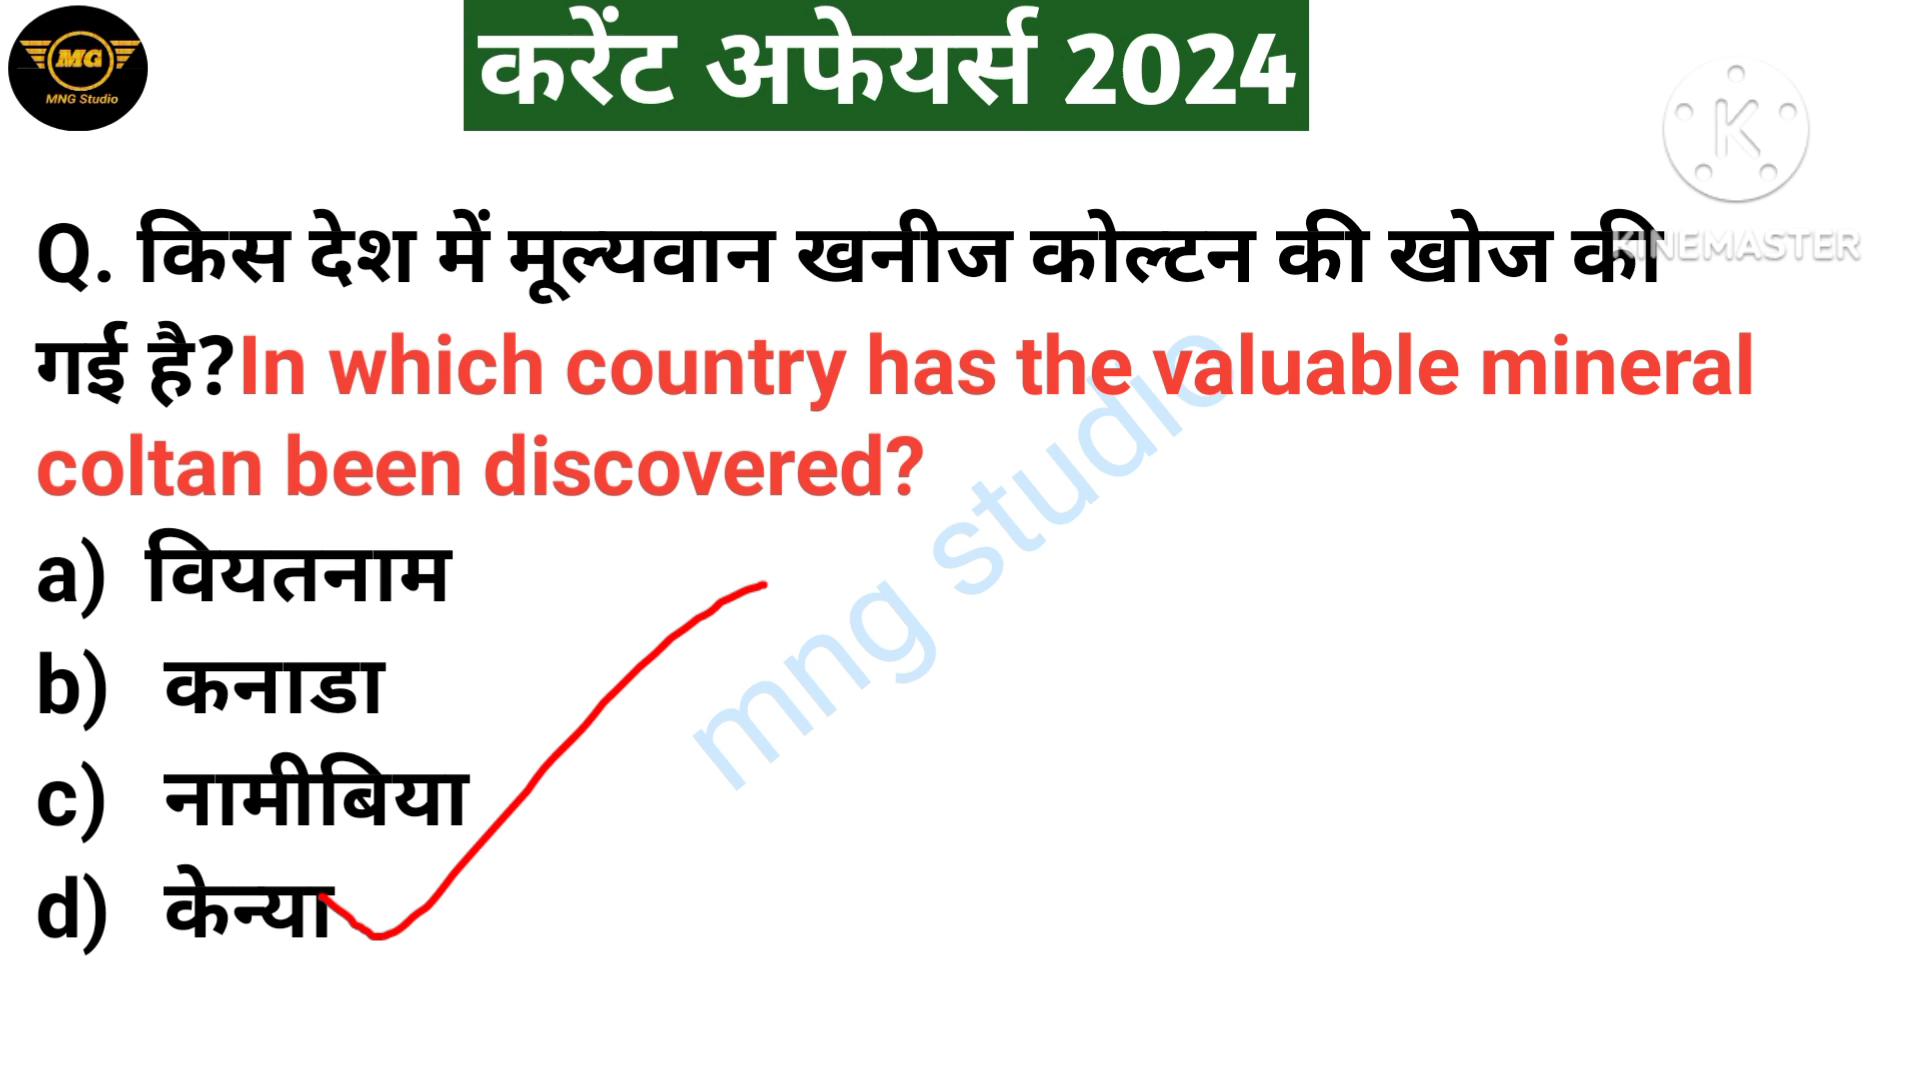 MG
MNG Studio
करेंट अफेयर्स 2024
K
KINEMASTER
Q. किस देश में मूल्यवान खनीज कोल्टन की खोज की
गई है?In which country has the valuable mineral
coltan been discovered?
a) वियतनाम
b) कनाडा
c) नामीबिया
d) केन्या
mng studio